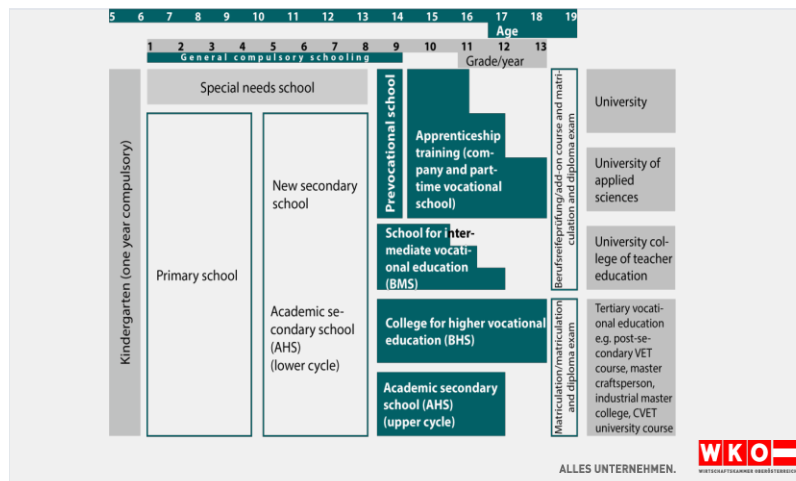 5 6 7 8 9 10 11 12 13 14 15 16 17 18 19
Age
1 2 3 4 5 6 7 8 9 10 11 12 13
General compulsory schooling
Grade/year
Kindergarten (one year compulsory)
Special needs school
Primary school
New secondary
school
Academic se-
condary school
(AHS)
(lower cycle)
Prevocational school
Apprenticeship
training (com-
pany and part-
time vocational
school)
School for inter-
mediate vocati-
onal education
(BMS)
College for higher vocational
education (BHS)
Academic secondary
school (AHS)
(upper cycle)
Berufsreifeprüfung/add-on course and matri-
culation and diploma exam
Matriculation/matriculation
and diploma exam
University
University of
applied
sciences
University col-
lege of teacher
education
Tertiary vocati-
onal education
e.g. post-se-
condary VET
course, master
craftsperson,
industrial master
college, CVET
university course
ALLES UNTERNEHMEN.
WKO
WIRTSCHAFTSKAMMER OBERÖSTERREICH